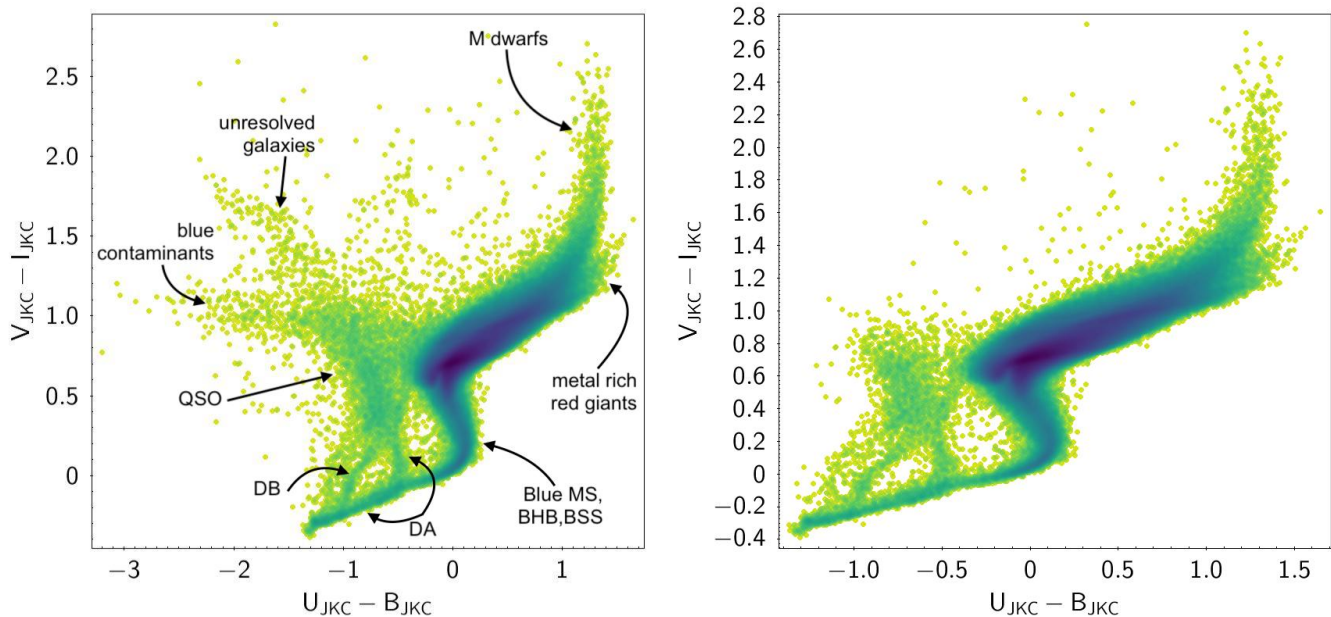 M dwarfs
unresolved
galaxies
blue
contaminants
QSO
DB
DA
metal rich
red giants
Blue MS,
BHB,BSS
2.5
2.0
1.5
1.0
0.5
0
−3
−2
−1
0
1
V_JKC − I_JKC
U_JKC − B_JKC
2.8
2.6
2.4
2.2
2.0
1.8
1.6
1.4
1.2
1.0
0.8
0.6
0.4
0.2
0
−0.2
−0.4
−1.0
−0.5
0
0.5
1.0
1.5
V_JKC − I_JKC
U_JKC − B_JKC